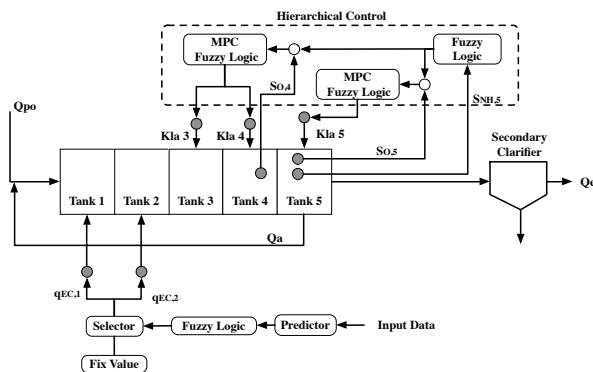 Hierarchical Control
MPC
Fuzzy Logic
Fuzzy
Logic
MPC
Fuzzy Logic
SO,4
SNH,5
Qpo
Kla 3
Kla 4
Kla 5
SO,5
Secondary
Clarifier
Tank 1
Tank 2
Tank 3
Tank 4
Tank 5
Qe
Qa
qEC,1
qEC,2
Selector
Fuzzy Logic
Predictor
Input Data
Fix Value